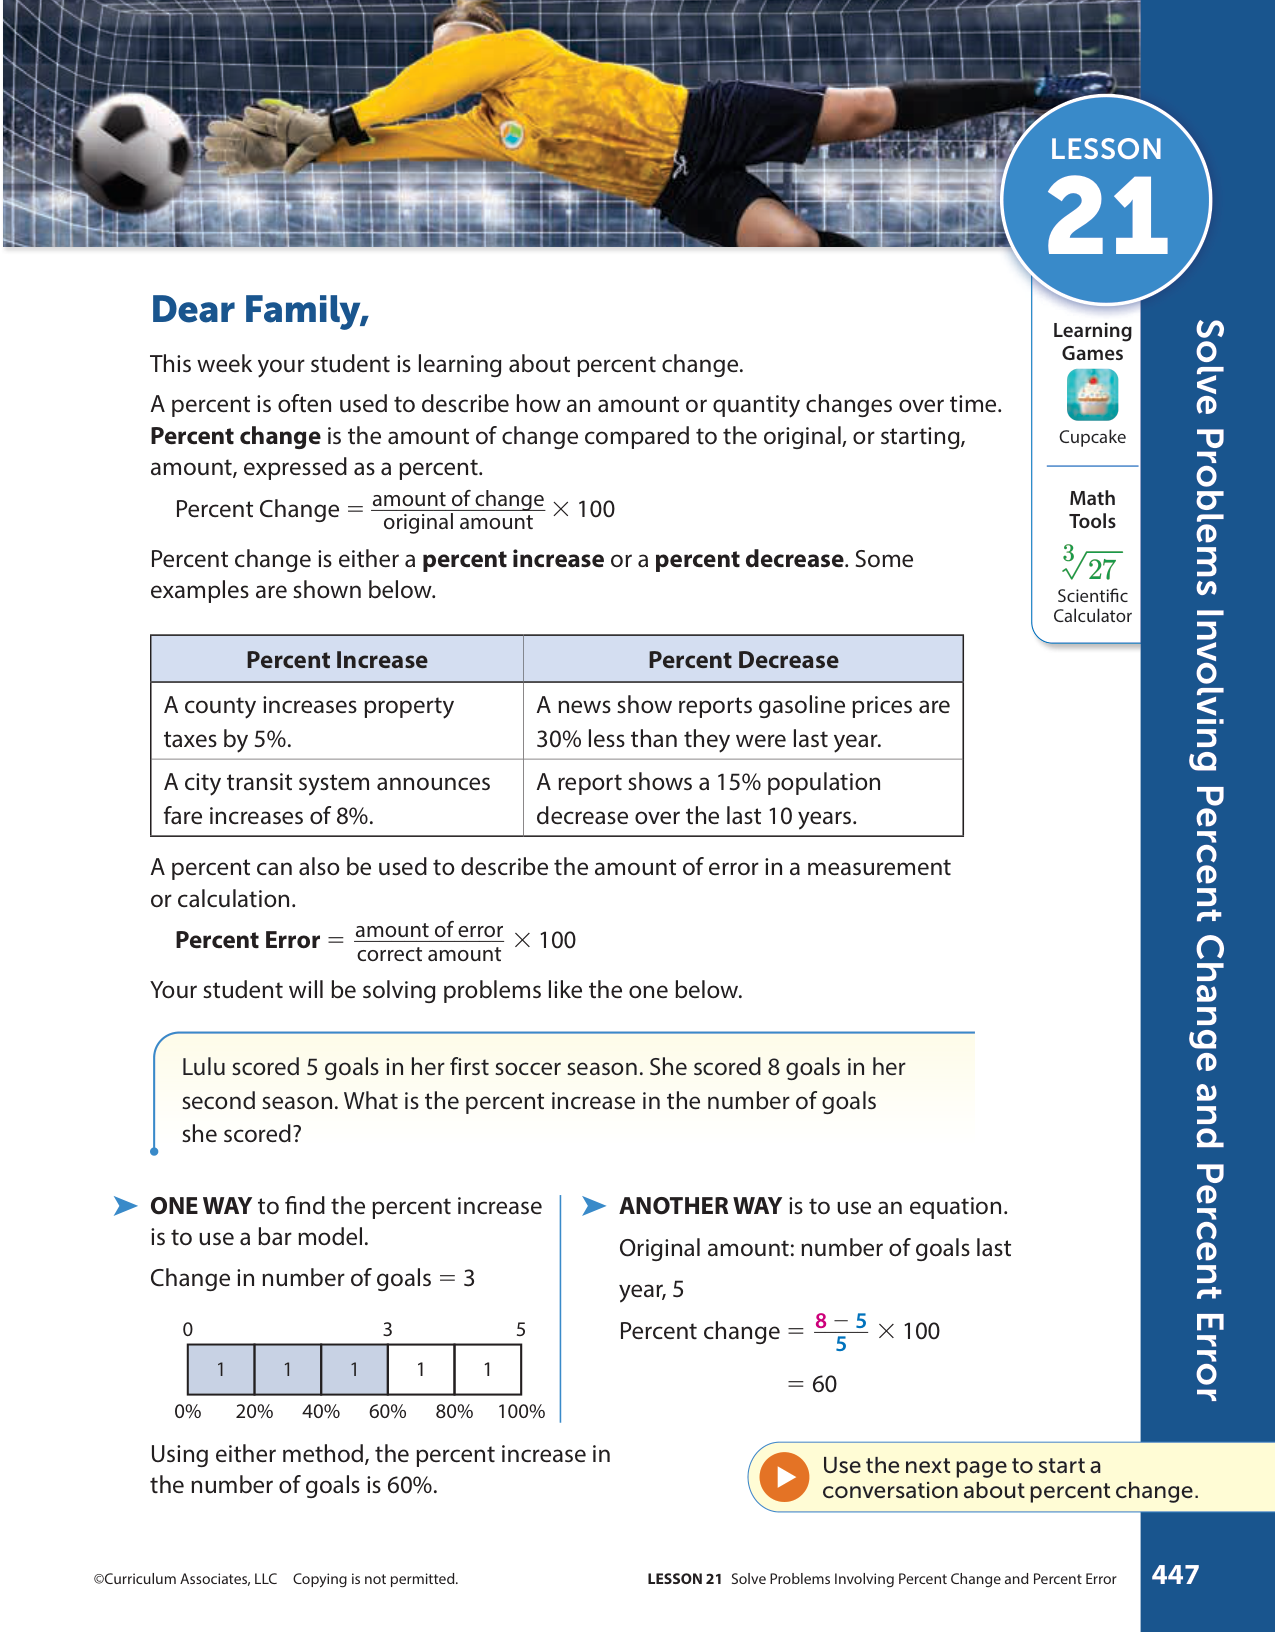 LESSON
21
Dear Family,
This week your student is learning about percent change.
A percent is often used to describe how an amount or quantity changes over time.
Percent change is the amount of change compared to the original, or starting,
amount, expressed as a percent.
Percent Change = amount of change / original amount × 100
Percent change is either a percent increase or a percent decrease. Some
examples are shown below.
Percent Increase Percent Decrease
A county increases property
taxes by 5%.
A news show reports gasoline prices are
30% less than they were last year.
A city transit system announces
fare increases of 8%.
A report shows a 15% population
decrease over the last 10 years.
A percent can also be used to describe the amount of error in a measurement
or calculation.
Percent Error = amount of error / correct amount × 100
Your student will be solving problems like the one below.
Lulu scored 5 goals in her first soccer season. She scored 8 goals in her
second season. What is the percent increase in the number of goals
she scored?
ONE WAY to find the percent increase
is to use a bar model.
Change in number of goals = 3
0 3 5
1 1 1 1 1
0% 20% 40% 60% 80% 100%
ANOTHER WAY is to use an equation.
Original amount: number of goals last
year, 5
Percent change = 8 − 5 / 5 × 100
= 60
Using either method, the percent increase in
the number of goals is 60%.
Use the next page to start a
conversation about percent change.
Learning
Games
Cupcake
Math
Tools
3√27
Scientific
Calculator
Solve Problems Involving Percent Change and Percent Error
©Curriculum Associates, LLC Copying is not permitted.
LESSON 21 Solve Problems Involving Percent Change and Percent Error
447